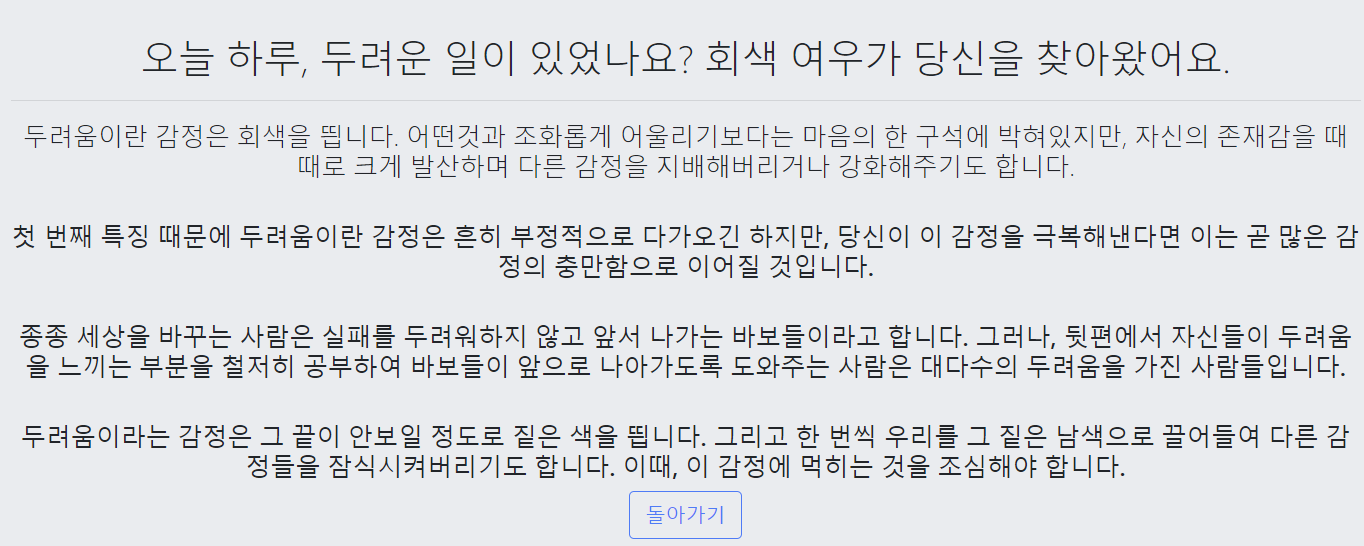 오늘 하루, 두려운 일이 있었나요? 회색 여우가 당신을 찾아왔어요.
두려움이란 감정은 회색을 띕니다. 어떤것과 조화롭게 어울리기보다는 마음의 한 구석에 박혀있지만, 자신의 존재감을 때
때로 크게 발산하며 다른 감정을 지배해버리거나 강화해주기도 합니다.
첫 번째 특징 때문에 두려움이란 감정은 흔히 부정적으로 다가오긴 하지만, 당신이 이 감정을 극복해낸다면 이는 곧 많은 감
정의 충만함으로 이어질 것입니다.
종종 세상을 바꾸는 사람은 실패를 두려워하지 않고 앞서 나가는 바보들이라고 합니다. 그러나, 뒷편에서 자신들이 두려움
을 느끼는 부분을 철저히 공부하여 바보들이 앞으로 나아가도록 도와주는 사람은 대다수의 두려움을 가진 사람들입니다.
두려움이라는 감정은 그 끝이 안보일 정도로 짙은 색을 띕니다. 그리고 한 번씩 우리를 그 짙은 남색으로 끌어들여 다른 감
정들을 잠식시켜버리기도 합니다. 이때, 이 감정에 먹히는 것을 조심해야 합니다.
돌아가기